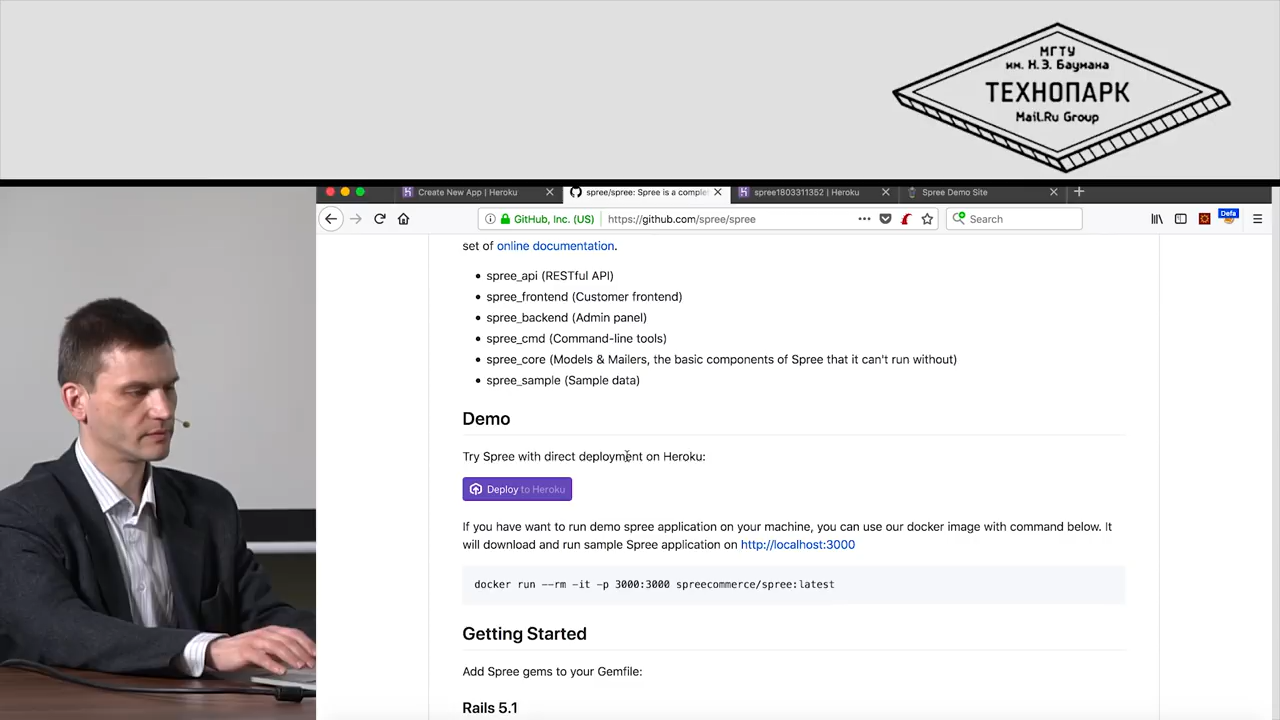 МГТУ
им. Н.Э. Баумана
ТЕХНОПАРК
Mail.Ru Group
Create New App | Heroku
spree/spree: Spree is a comple
spree1803311352 | Heroku
Spree Demo Site
GitHub, Inc. (US)
https://github.com/spree/spree
Search
Defa
set of online documentation.
• spree_api (RESTful API)
• spree_frontend (Customer frontend)
• spree_backend (Admin panel)
• spree_cmd (Command-line tools)
• spree_core (Models & Mailers, the basic components of Spree that it can't run without)
• spree_sample (Sample data)
Demo
Try Spree with direct deployment on Heroku:
Deploy to Heroku
If you have want to run demo spree application on your machine, you can use our docker image with command below. It
will download and run sample Spree application on http://localhost:3000
docker run --rm -it -p 3000:3000 spreecommerce/spree:latest
Getting Started
Add Spree gems to your Gemfile:
Rails 5.1